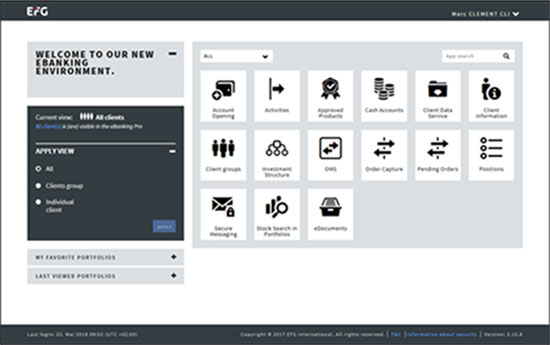 EFG
Marc CLEMENT CLI
WELCOME TO OUR NEW
EBANKING
ENVIRONMENT.
Current view: All clients
All client(s) is (are) visible in the eBanking Pro
APPLY VIEW
All
Clients group
Individual
client
APPLY
MY FAVORITE PORTFOLIOS
LAST VIEWED PORTFOLIOS
ALL
App search
Account
Opening
Activities
Approved
Products
Cash Accounts
Client Data
Service
Client
Information
Client groups
Investment
Structure
OMS
Order Capture
Pending Orders
Positions
Secure
Messaging
Stock Search in
Portfolios
eDocuments
Last login: 25. Mar 2019 08:02 (UTC +02:00)
Copyright © 2017 EFG International. All rights reserved. | T&C | Information about security | Version: 3.25.8